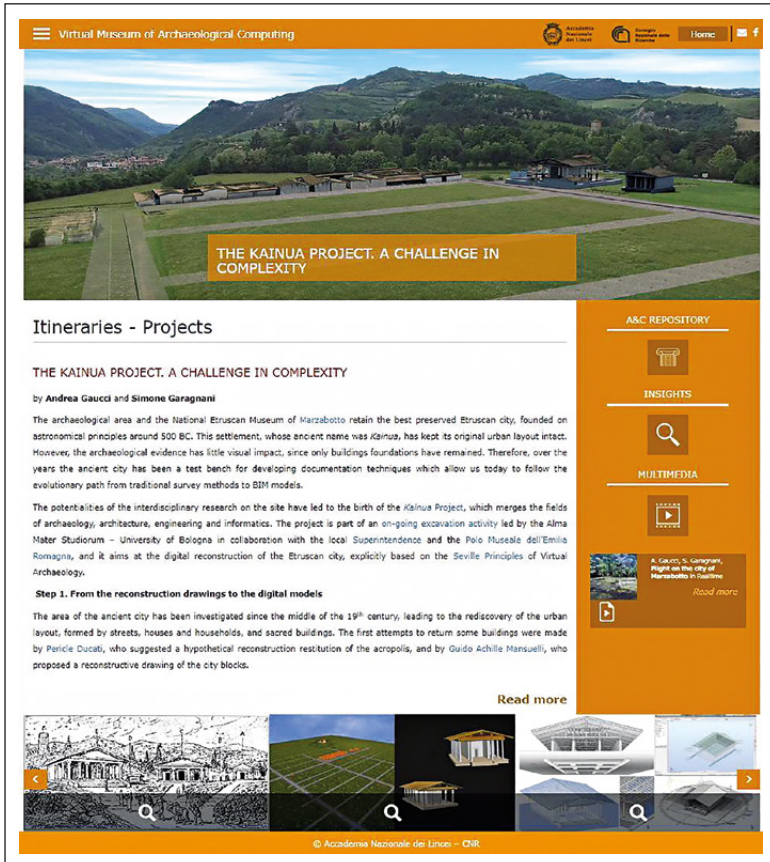 Virtual Museum of Archaeological Computing
Accademia
Nazionale
dei Lincei
Consiglio
Nazionale delle
Ricerche
Home
THE KAINUA PROJECT. A CHALLENGE IN
COMPLEXITY
Itineraries - Projects
THE KAINUA PROJECT. A CHALLENGE IN COMPLEXITY
by Andrea Gaucci and Simone Garagnani
The archaeological area and the National Etruscan Museum of Marzabotto retain the best preserved Etruscan city, founded on
astronomical principles around 500 BC. This settlement, whose ancient name was Kainua, has kept its original urban layout intact.
However, the archaeological evidence has little visual impact, since only buildings foundations have remained. Therefore, over the
years the ancient city has been a test bench for developing documentation techniques which allow us today to follow the
evolutionary path from traditional survey methods to BIM models.
The potentialities of the interdisciplinary research on the site have led to the birth of the Kainua Project, which merges the fields
of archaeology, architecture, engineering and informatics. The project is part of an on-going excavation activity led by the Alma
Mater Studiorum – University of Bologna in collaboration with the local Superintendence and the Polo Museale dell'Emilia
Romagna, and it aims at the digital reconstruction of the Etruscan city, explicitly based on the Seville Principles of Virtual
Archaeology.
Step 1. From the reconstruction drawings to the digital models
The area of the ancient city has been investigated since the middle of the 19th century, leading to the rediscovery of the urban
layout, formed by streets, houses and households, and sacred buildings. The first attempts to return some buildings were made
by Pericle Ducati, who suggested a hypothetical reconstruction restitution of the acropolis, and by Guido Achille Mansuelli, who
proposed a reconstructive drawing of the city blocks.
Read more
A&C REPOSITORY
INSIGHTS
MULTIMEDIA
A. Gaucci, S. Garagnani,
Flight on the city of
Marzabotto in Realtime
Read more
© Accademia Nazionale dei Lincei – CNR